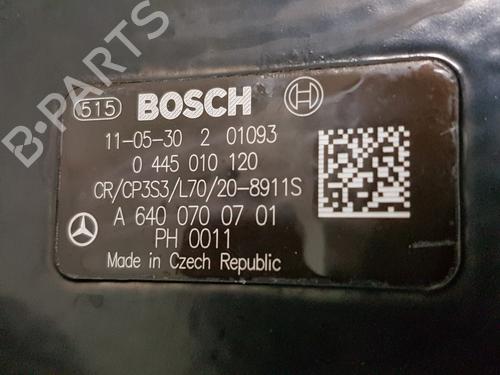 515 BOSCH
11-05-30 2 01093
0 445 010 120
CR/CP3S3/L70/20-8911S
A 640 070 07 01
PH 0011
Made in Czech Republic
B-PARTS